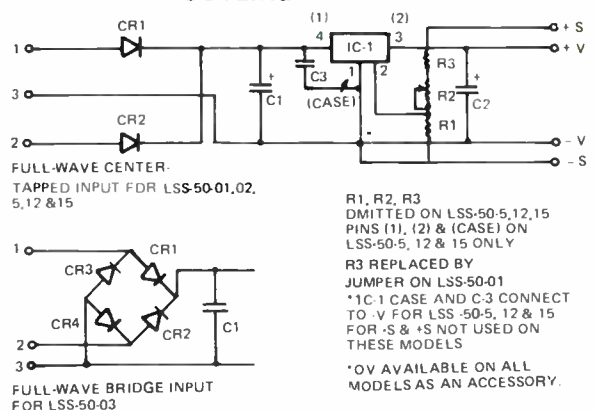 CR1
(1)
(2)
+ S
1
4
IC-1
3
+ V
C3
1
2
R3
+
3
C1
(CASE)
R2
+
C2
R1
CR2
2
- V
- S
FULL-WAVE CENTER-
TAPPED INPUT FOR LSS-50-01,02,
5,12 &15
R1, R2, R3
DMITTED ON LSS-50-5,12,15
PINS (1), (2) & (CASE) ON
LSS-50-5, 12 & 15 ONLY
R3 REPLACED BY
JUMPER ON LSS-50-01
*1C-1 CASE AND C-3 CONNECT
TO -V FOR LSS -50-5, 12 & 15
FOR -S & +S NOT USED ON
THESE MODELS
*OV AVAILABLE ON ALL
MODELS AS AN ACCESSORY.
1
CR3
CR1
CR4
CR2
C1
2
3
FULL-WAVE BRIDGE INPUT
FOR LSS-50-03